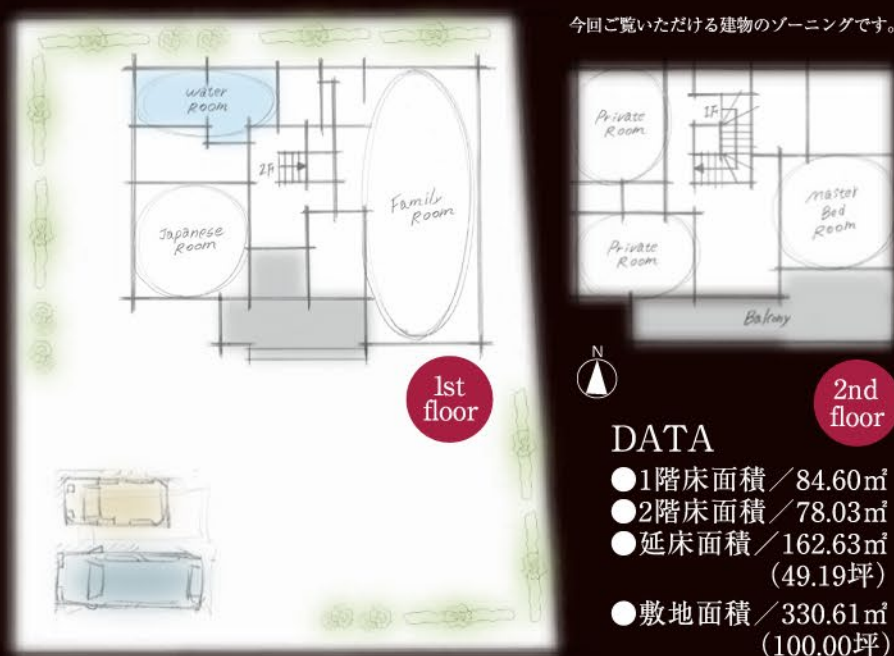 今回ご覧いただける建物のゾーニングです。
water
Room
2F
Japanese
Room
Family
Room
1st
floor
Private
Room
1F
Private
Room
master
Bed
Room
Balcony
N
2nd
floor
DATA
●1階床面積／84.60㎡
●2階床面積／78.03㎡
●延床面積／162.63㎡
（49.19坪）
●敷地面積／330.61㎡
（100.00坪）